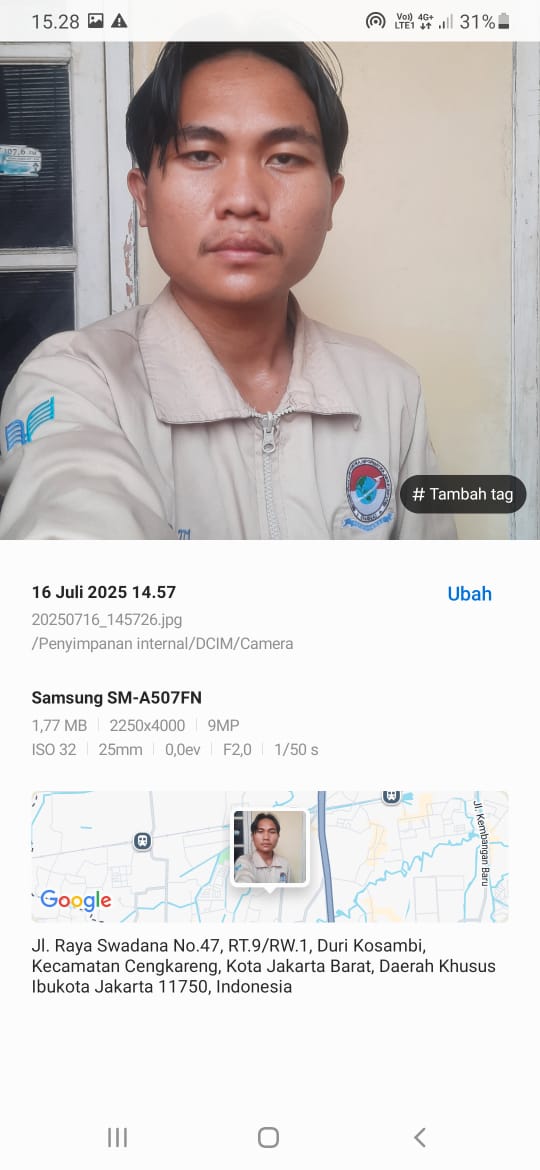 15.28
Vo))
LTE1
4G+
31%
107,6 FM
# Tambah tag
16 Juli 2025 14.57
Ubah
20250716_145726.jpg
/Penyimpanan internal/DCIM/Camera
Samsung SM-A507FN
1,77 MB
2250x4000
9MP
ISO 32
25mm
0,0ev
F2,0
1/50 s
Jl. Kembangan Baru
Google
Jl. Raya Swadana No.47, RT.9/RW.1, Duri Kosambi,
Kecamatan Cengkareng, Kota Jakarta Barat, Daerah Khusus
Ibukota Jakarta 11750, Indonesia